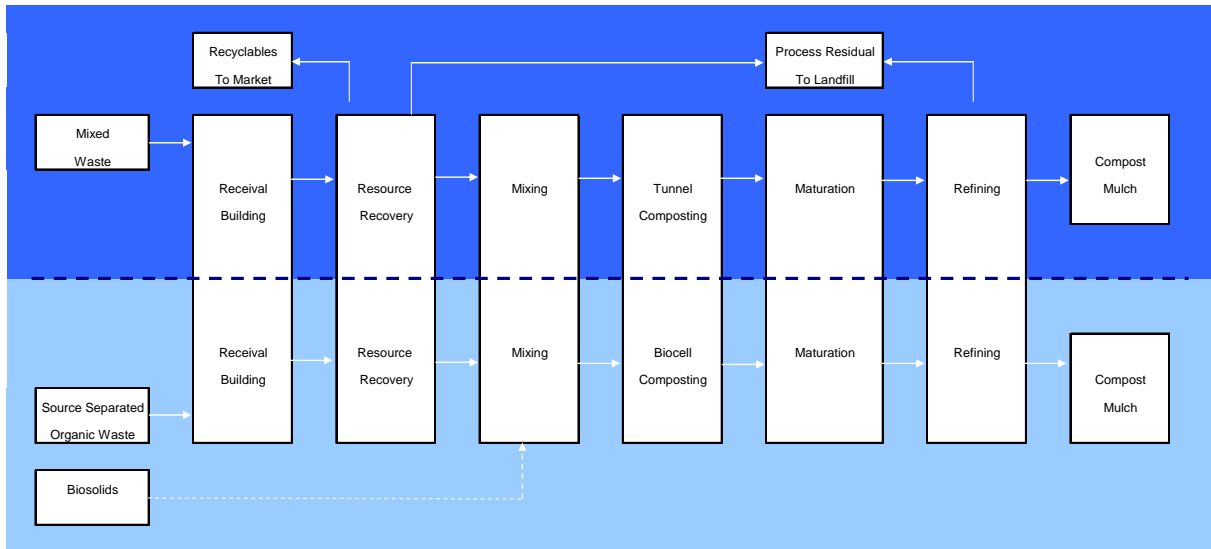 Recyclables
To Market
Process Residual
To Landfill
Mixed
Waste
Receival
Building
Resource
Recovery
Mixing
Tunnel
Composting
Maturation
Refining
Compost
Mulch
Receival
Building
Resource
Recovery
Mixing
Biocell
Composting
Maturation
Refining
Compost
Mulch
Source Separated
Organic Waste
Biosolids